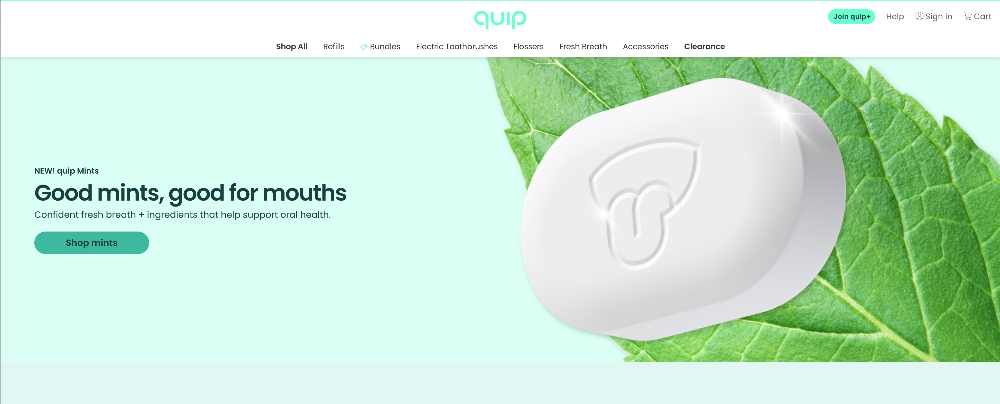 quip
Join quip+ Help Sign in Cart
Shop All Refills Bundles Electric Toothbrushes Flossers Fresh Breath Accessories Clearance
NEW! quip Mints
Good mints, good for mouths
Confident fresh breath + ingredients that help support oral health.
Shop mints